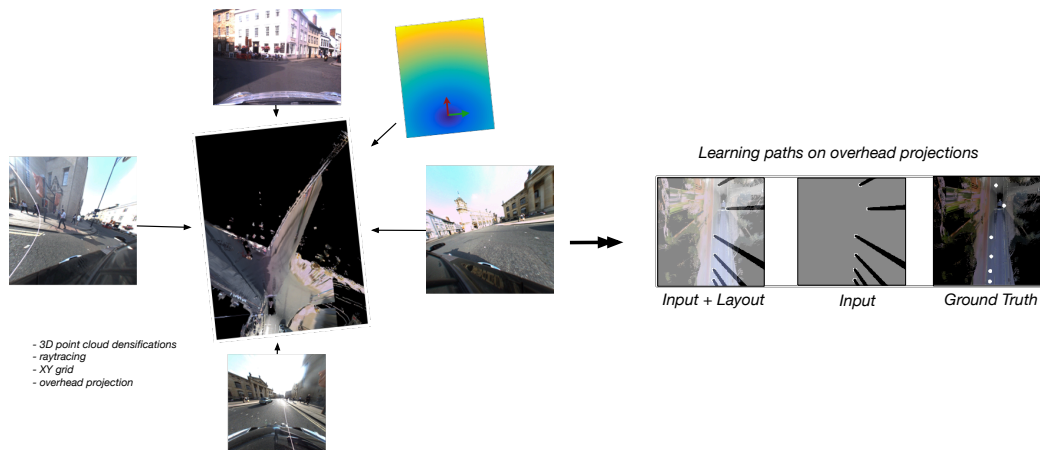 Learning paths on overhead projections
Input + Layout
Input
Ground Truth
- 3D point cloud densifications
- raytracing
- XY grid
- overhead projection